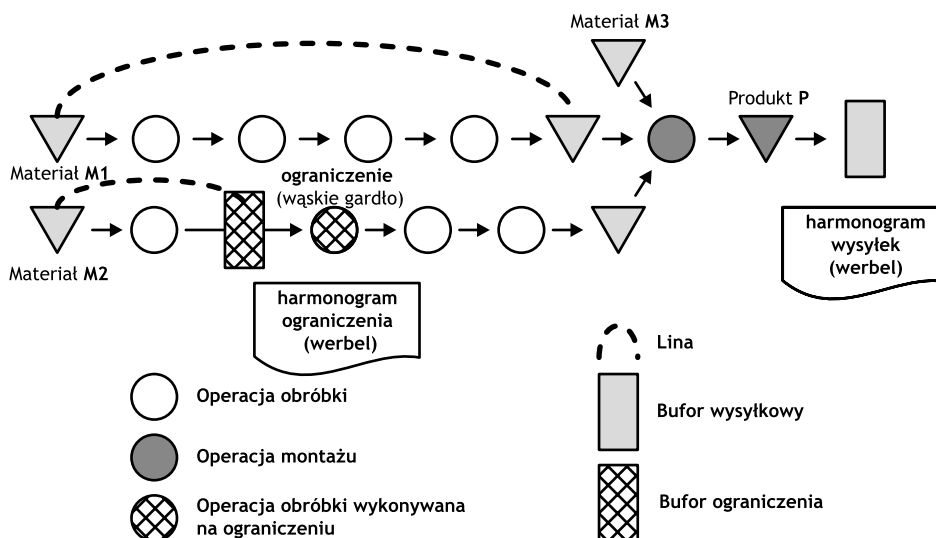 Materiał M3
Produkt P
Materiał M1
ograniczenie
(wąskie gardło)
Materiał M2
harmonogram
wysyłek
(werbel)
harmonogram
ograniczenia
(werbel)
Lina
Operacja obróbki
Bufor wysyłkowy
Operacja montażu
Operacja obróbki wykonywana
na ograniczeniu
Bufor ograniczenia